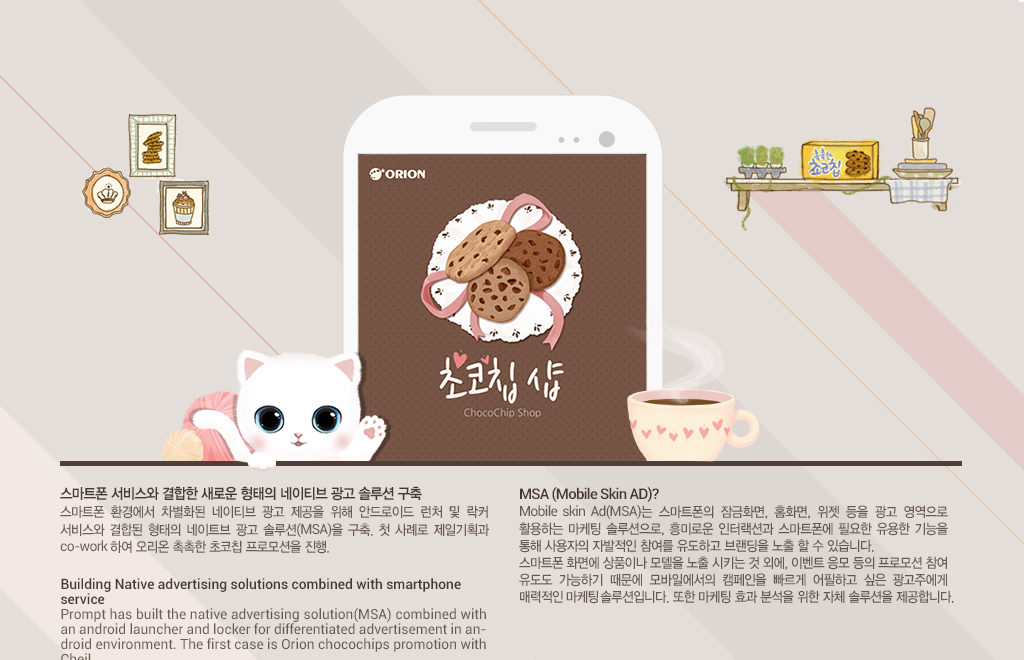 ORION
촉촉한
초코칩
초코칩 샵
ChocoChip Shop
스마트폰 서비스와 결합한 새로운 형태의 네이티브 광고 솔루션 구축
스마트폰 환경에서 차별화된 네이티브 광고 제공을 위해 안드로이드 런처 및 락커
서비스와 결합된 형태의 네이트브 광고 솔루션(MSA)을 구축. 첫 사례로 제일기획과
co-work 하여 오리온 촉촉한 초코칩 프로모션을 진행.
Building Native advertising solutions combined with smartphone
service
Prompt has built the native advertising solution(MSA) combined with
an android launcher and locker for differentiated advertisement in an-
droid environment. The first case is Orion chocochips promotion with
Cheil
MSA (Mobile Skin AD)?
Mobile skin Ad(MSA)는 스마트폰의 잠금화면, 홈화면, 위젯 등을 광고 영역으로
활용하는 마케팅 솔루션으로, 흥미로운 인터랙션과 스마트폰에 필요한 유용한 기능을
통해 사용자의 자발적인 참여를 유도하고 브랜딩을 노출 할 수 있습니다.
스마트폰 화면에 상품이나 모델을 노출 시키는 것 외에, 이벤트 응모 등의 프로모션 참여
유도도 가능하기 때문에 모바일에서의 캠페인을 빠르게 어필하고 싶은 광고주에게
매력적인 마케팅 솔루션입니다. 또한 마케팅 효과 분석을 위한 자체 솔루션을 제공합니다.